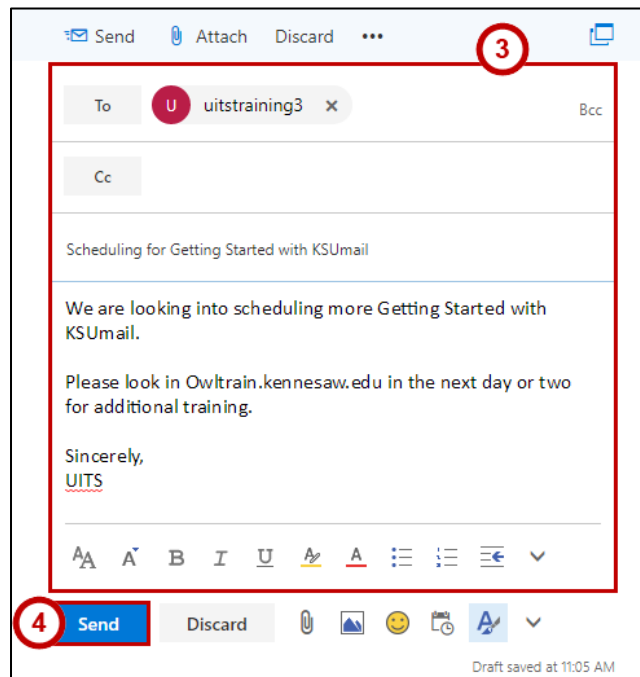 Send Attach Discard •••
3
To U uitstraining3 × Bcc
Cc
Scheduling for Getting Started with KSUmail
We are looking into scheduling more Getting Started with
KSUmail.
Please look in Owltrain.kennesaw.edu in the next day or two
for additional training.
Sincerely,
UITS
AA A B I U A
4 Send Discard A
Draft saved at 11:05 AM